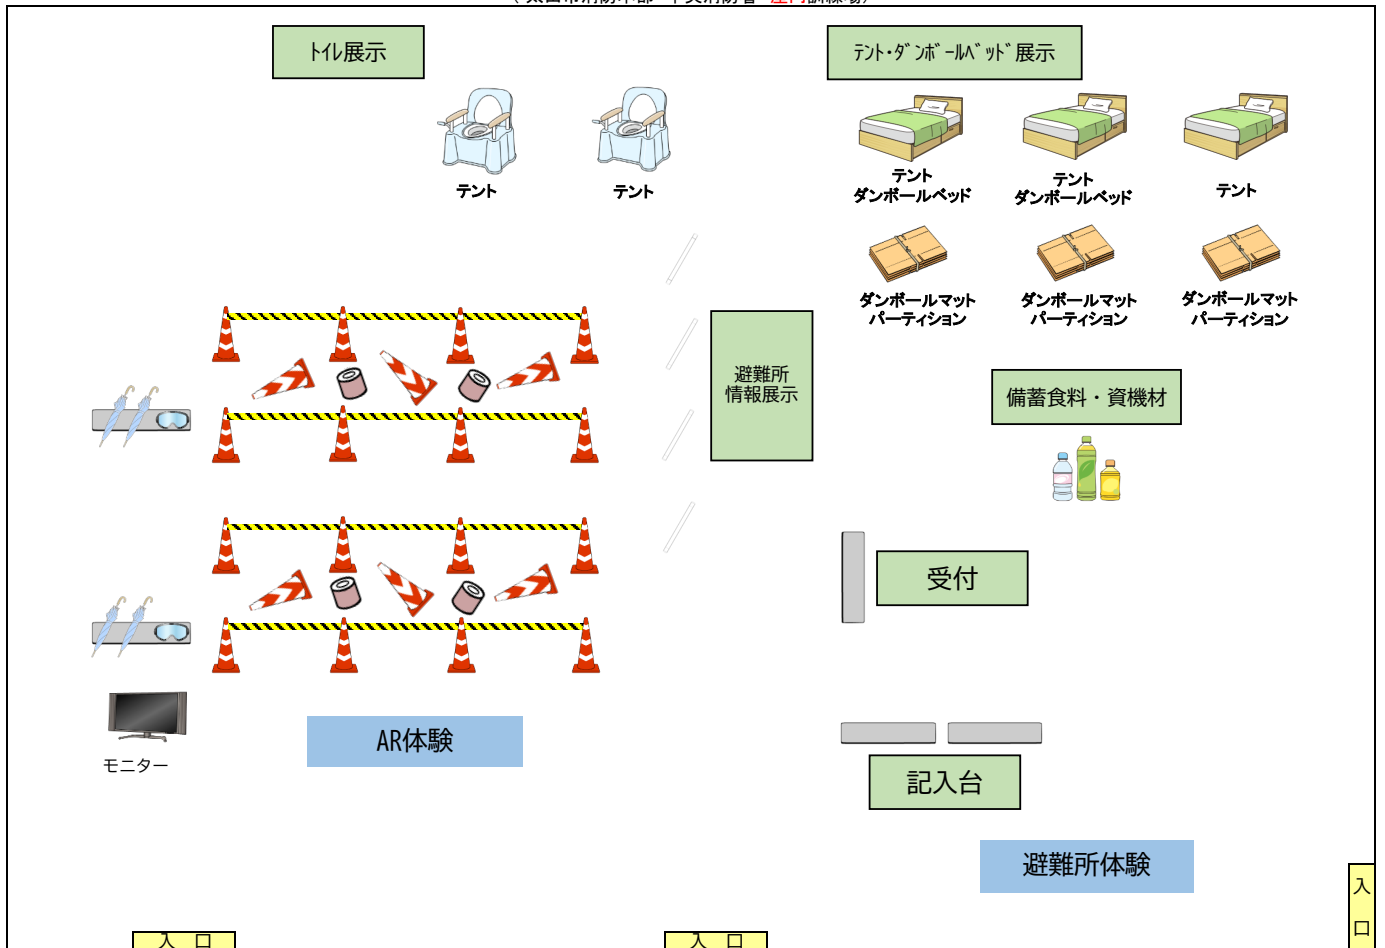 ﾄｲﾚ展示
ﾃﾝﾄ・ﾀﾞﾝﾎﾞｰﾙﾍﾞｯﾄﾞ展示
テント
テント
テント
ダンボールベッド
テント
ダンボールベッド
テント
ダンボールマット
パーティション
ダンボールマット
パーティション
ダンボールマット
パーティション
避難所
情報展示
備蓄食料・資機材
受付
モニター
AR体験
記入台
避難所体験
入口
入　口
入　口